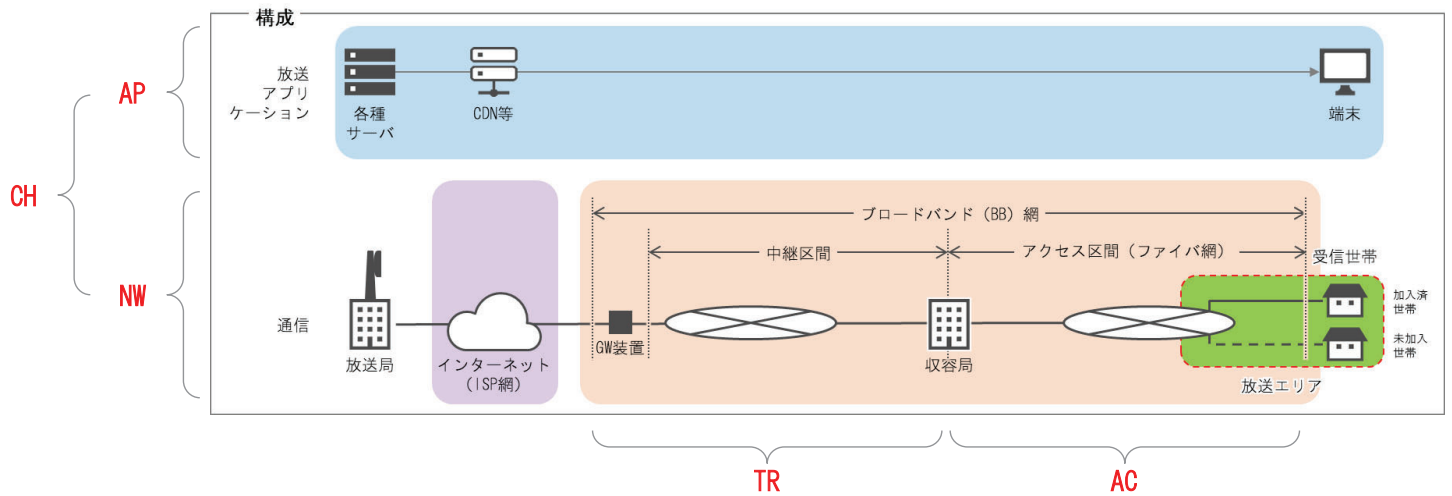 構成
AP
放送
アプリ
ケーション
各種
サーバ
CDN等
端末
CH
NW
ブロードバンド（BB）網
中継区間
アクセス区間（ファイバ網）
受信世帯
加入済
世帯
通信
放送局
インターネット
（ISP網）
GW装置
収容局
未加入
世帯
放送エリア
TR
AC